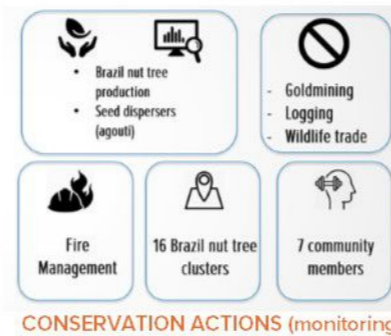 • Brazil nut tree
production
• Seed dispersers
(agouti)
- Goldmining
- Logging
- Wildlife trade
Fire
Management
16 Brazil nut tree
clusters
7 community
members
CONSERVATION ACTIONS (monitoring